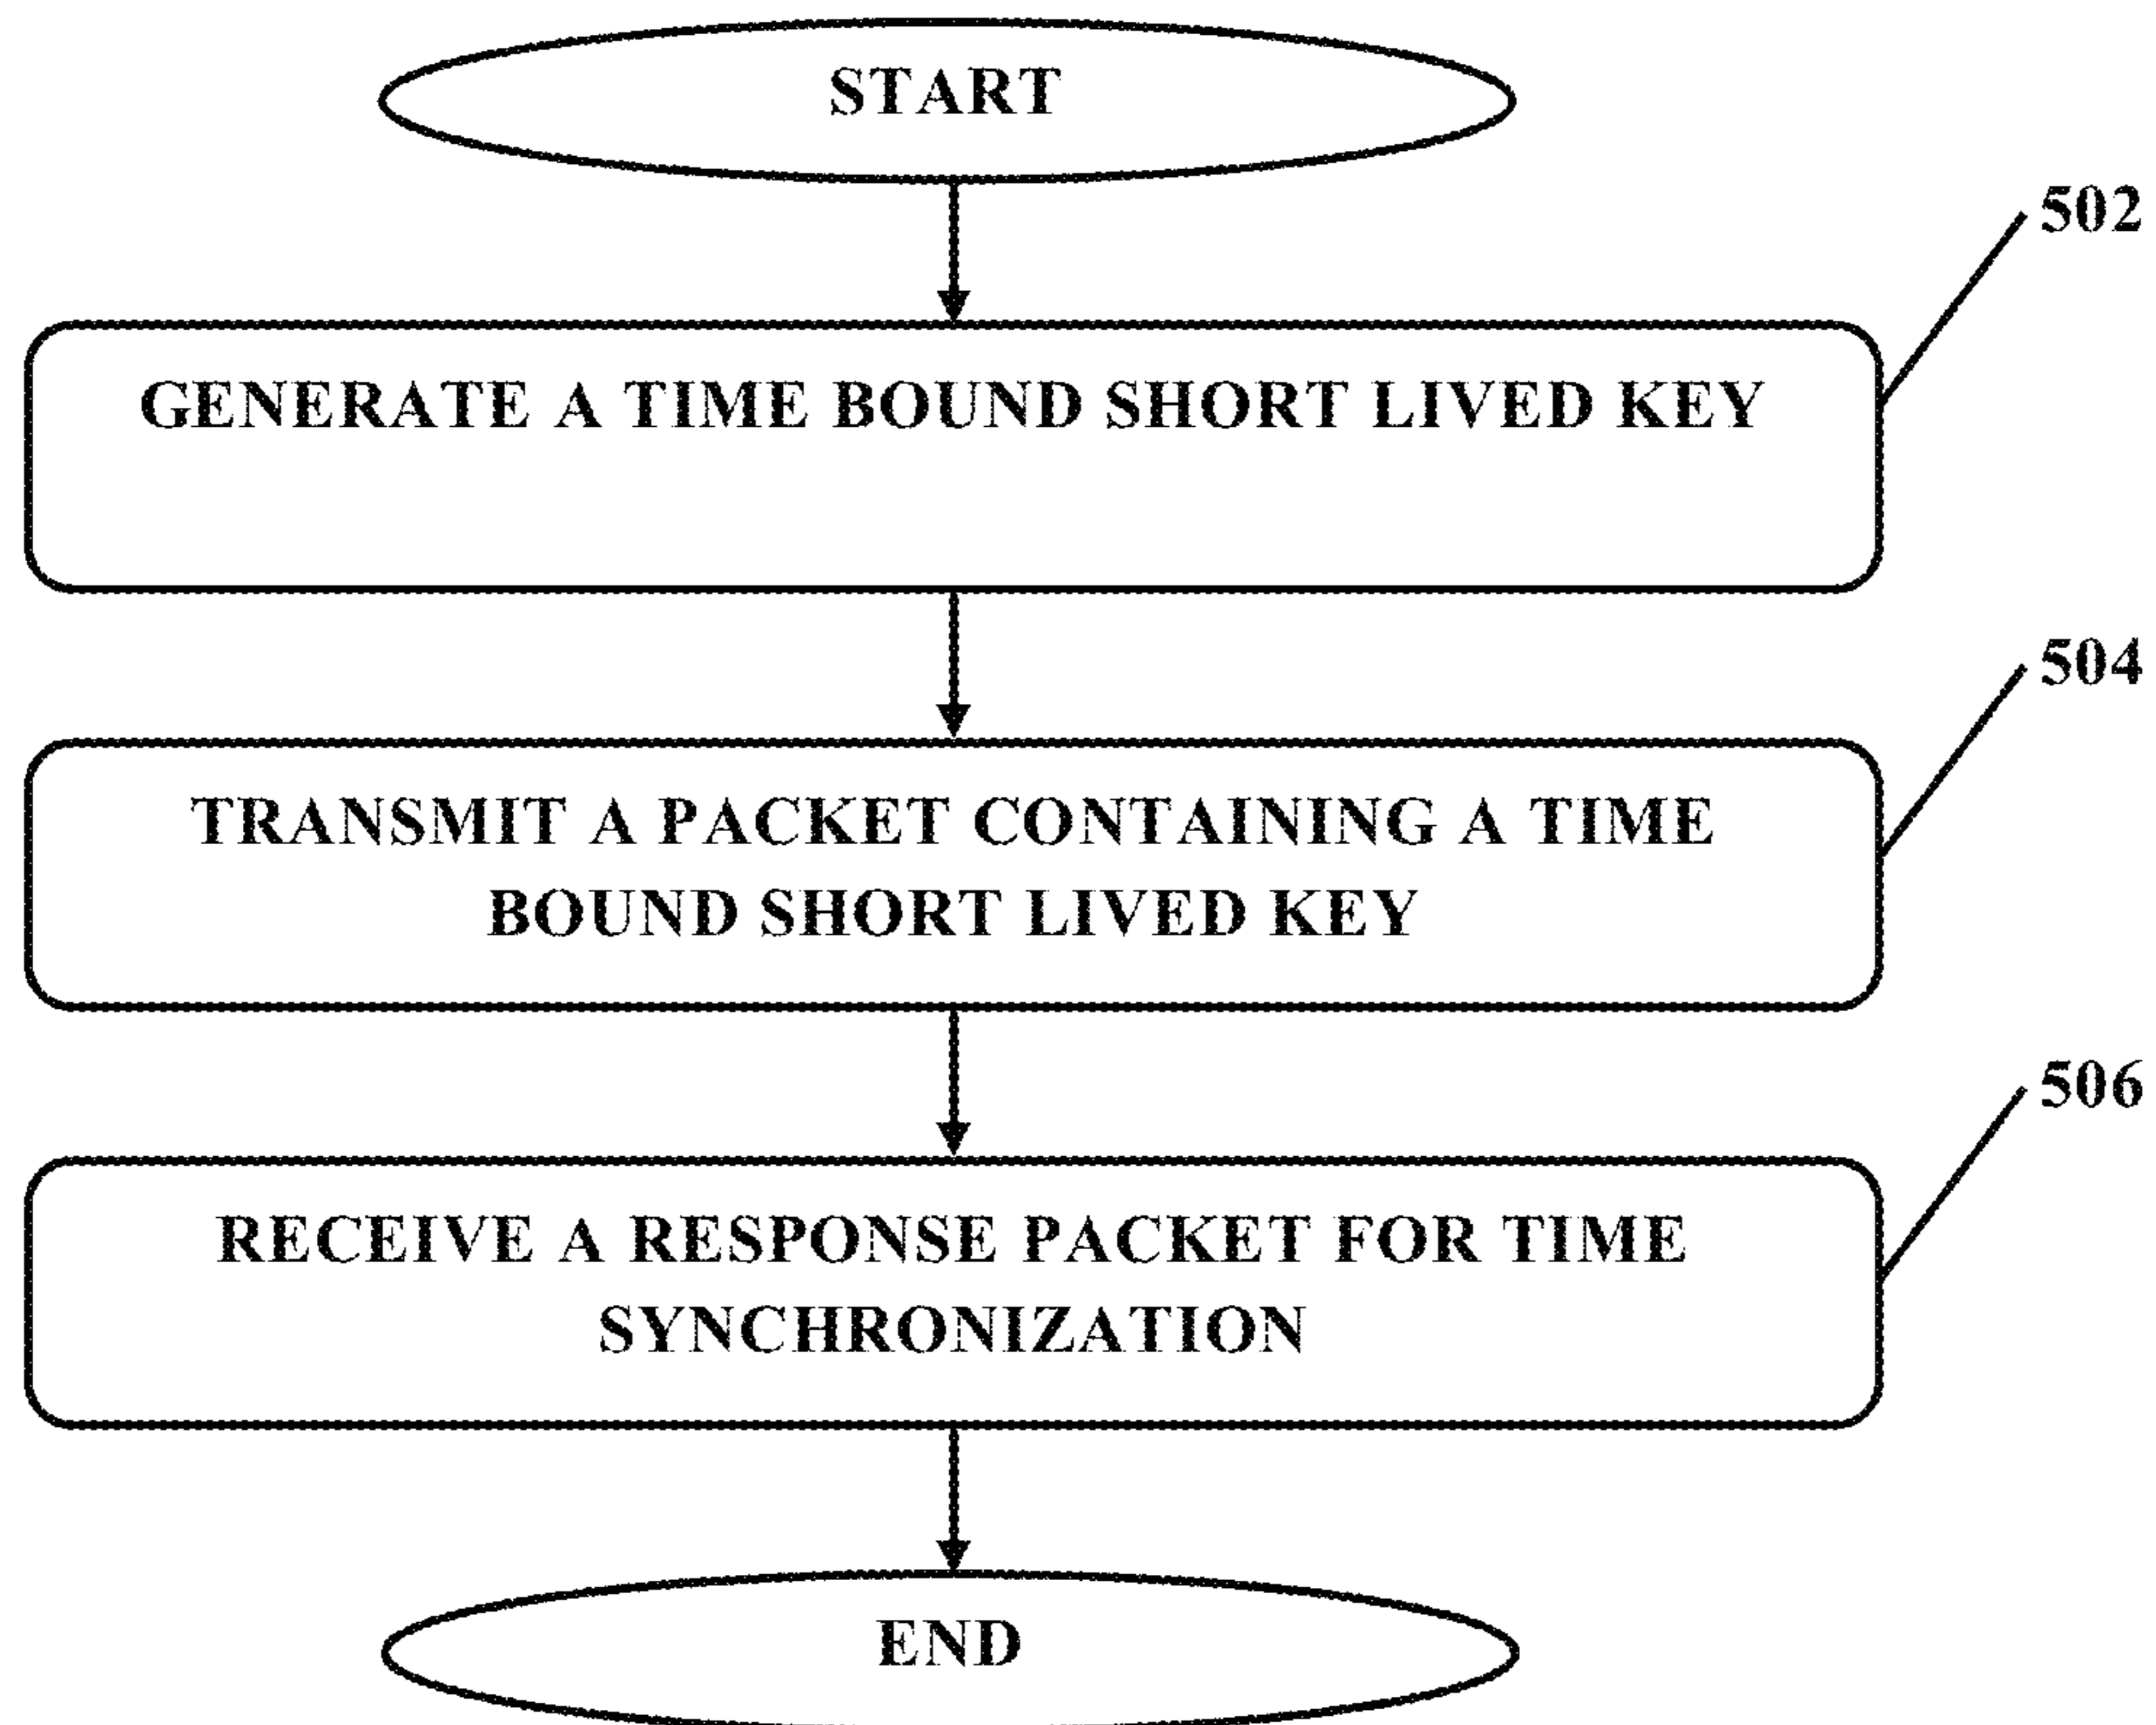 START
502
GENERATE A TIME BOUND SHORT LIVED KEY
504
TRANSMIT A PACKET CONTAINING A TIME
BOUND SHORT LIVED KEY
506
RECEIVE A RESPONSE PACKET FOR TIME
SYNCHRONIZATION
END